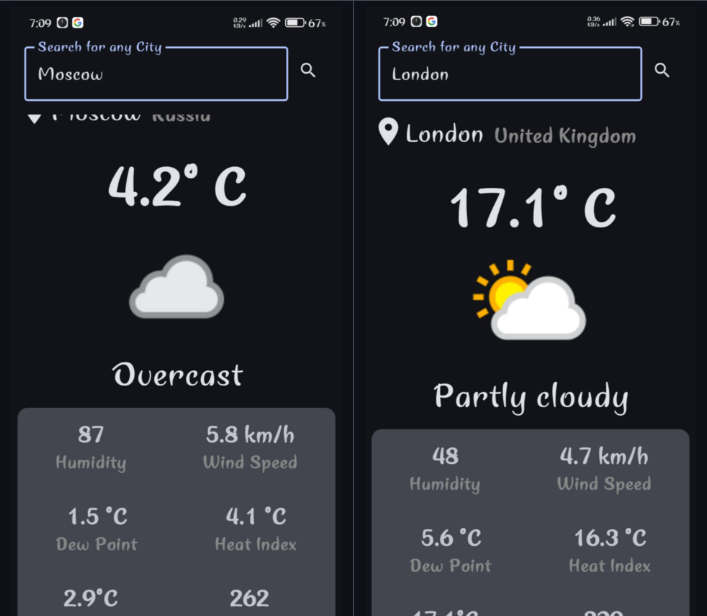 7:09
0.29 KB/s
67%
Search for any City
Moscow
Moscow Russia
4.2° C
Overcast
87 5.8 km/h
Humidity Wind Speed
1.5 °C 4.1 °C
Dew Point Heat Index
2.9°C 262
7:09
0.36 KB/s
67%
Search for any City
London
London United Kingdom
17.1° C
Partly cloudy
48 4.7 km/h
Humidity Wind Speed
5.6 °C 16.3 °C
Dew Point Heat Index
17.1°C